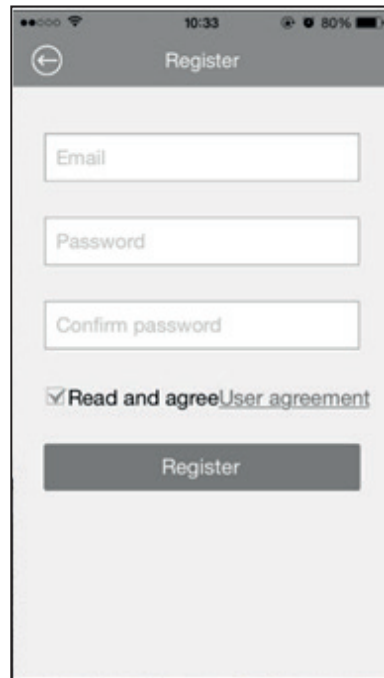 10:33 80%
Register
Email
Password
Confirm password
Read and agreeUser agreement
Register